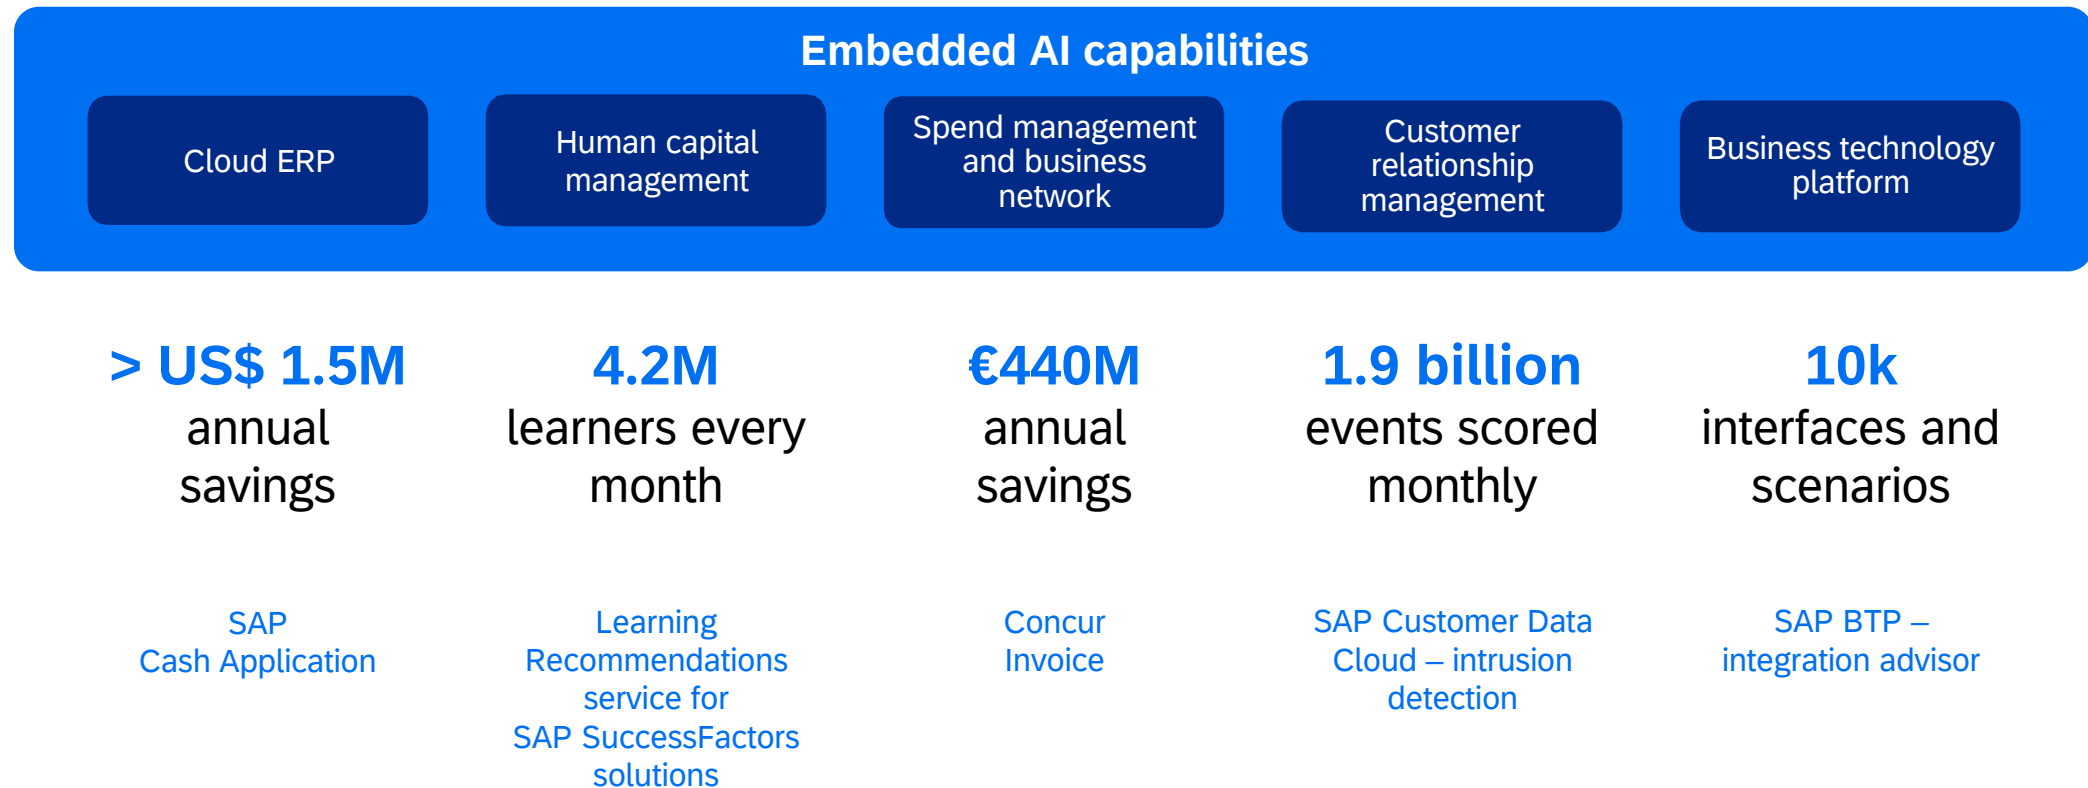 Embedded AI capabilities
Cloud ERP
Human capital
management
Spend management
and business
network
Customer
relationship
management
Business technology
platform
> US$ 1.5M
annual
savings
4.2M
learners every
month
€440M
annual
savings
1.9 billion
events scored
monthly
10k
interfaces and
scenarios
SAP
Cash Application
Learning
Recommendations
service for
SAP SuccessFactors
solutions
Concur
Invoice
SAP Customer Data
Cloud – intrusion
detection
SAP BTP –
integration advisor